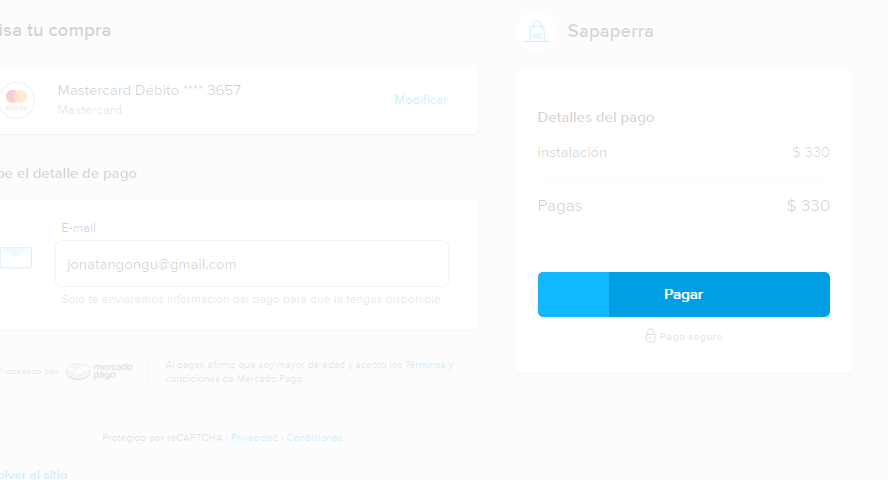 isa tu compra
Mastercard Débito **** 3657
Mastercard
Modificar
Débito
be el detalle de pago
E-mail
jonatangongu@gmail.com
Solo te enviaremos información del pago para que la tengas disponible.
Procesado por
mercado
pago
Al pagar, afirmo que soy mayor de edad y acepto los Términos y
condiciones de Mercado Pago.
Protegido por reCAPTCHA - Privacidad - Condiciones
olver al sitio
Sapaperra
Detalles del pago
instalación $ 330
Pagas $ 330
Pagar
Pago seguro